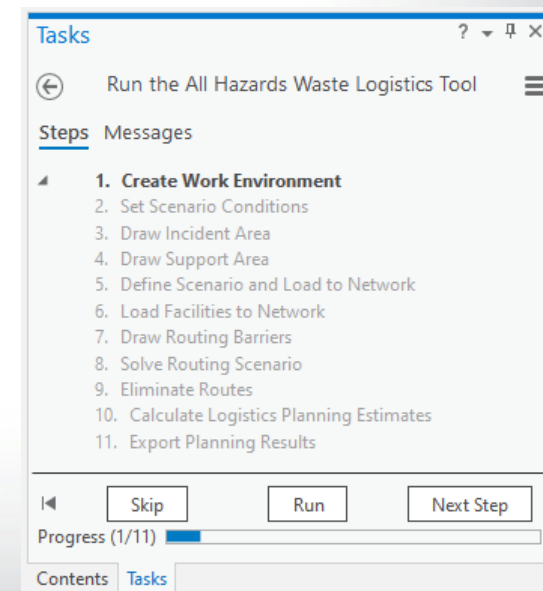 Tasks ?
Run the All Hazards Waste Logistics Tool
Steps Messages
1. Create Work Environment
2. Set Scenario Conditions
3. Draw Incident Area
4. Draw Support Area
5. Define Scenario and Load to Network
6. Load Facilities to Network
7. Draw Routing Barriers
8. Solve Routing Scenario
9. Eliminate Routes
10. Calculate Logistics Planning Estimates
11. Export Planning Results
Skip Run Next Step
Progress (1/11)
Contents Tasks